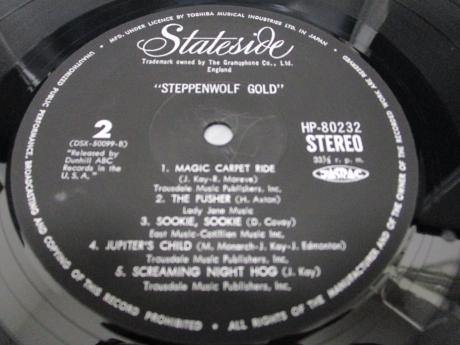 MFG. UNDER LICENCE BY TOSHIBA MUSICAL INDUSTRIES LTD. IN JAPAN.
Stateside
Trademark owned by The Gramophone Co., Ltd.
England
"STEPPENWOLF GOLD"
2
HP-80232
(DSX-50099-B)
STEREO
"Released by
Dunhill ABC
Records in the
U.S.A."
33⅓ r. p. m.
1. MAGIC CARPET RIDE
(J. Kay-R. Moreve)
Trousdale Music Publishers, Inc.
2. THE PUSHER (H. Axton)
Lady Jane Music
3. SOOKIE, SOOKIE (D. Covay)
East Music-Cotillion Music
4. JUPITER'S CHILD (M. Monarch-J. Kay-J. Edmonton)
Trousdale Music Publishers, Inc.
5. SCREAMING NIGHT HOG (J. Kay)
Trousdale Music Publishers, Inc.
ALL RIGHTS OF THE MANUFACTURER AND OF THE OWNER OF THE RECORDED WORK ARE RESERVED
UNAUTHORIZED PUBLIC PERFORMANCE, BROADCASTING AND COPYING OF THIS RECORD PROHIBITED